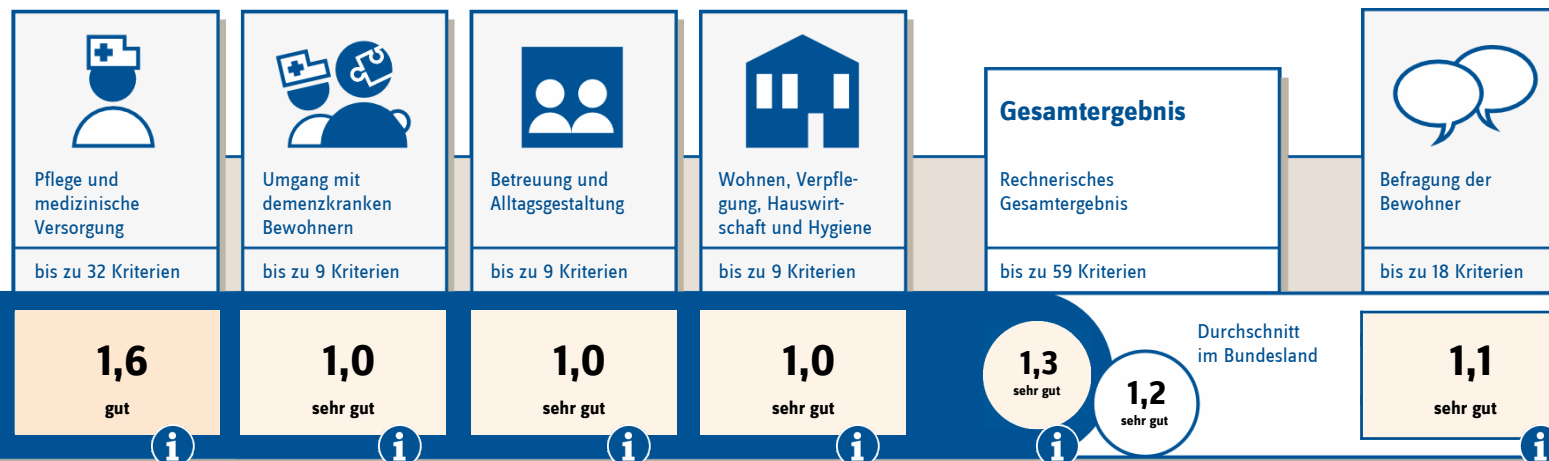 Pflege und
medizinische
Versorgung
bis zu 32 Kriterien
1,6
gut
i
Umgang mit
demenzkranken
Bewohnern
bis zu 9 Kriterien
1,0
sehr gut
i
Betreuung und
Alltagsgestaltung
bis zu 9 Kriterien
1,0
sehr gut
i
Wohnen, Verpfle-
gung, Hauswirt-
schaft und Hygiene
bis zu 9 Kriterien
1,0
sehr gut
i
Gesamtergebnis
Rechnerisches
Gesamtergebnis
bis zu 59 Kriterien
1,3
sehr gut
i
1,2
sehr gut
Durchschnitt
im Bundesland
Befragung der
Bewohner
bis zu 18 Kriterien
1,1
sehr gut
i